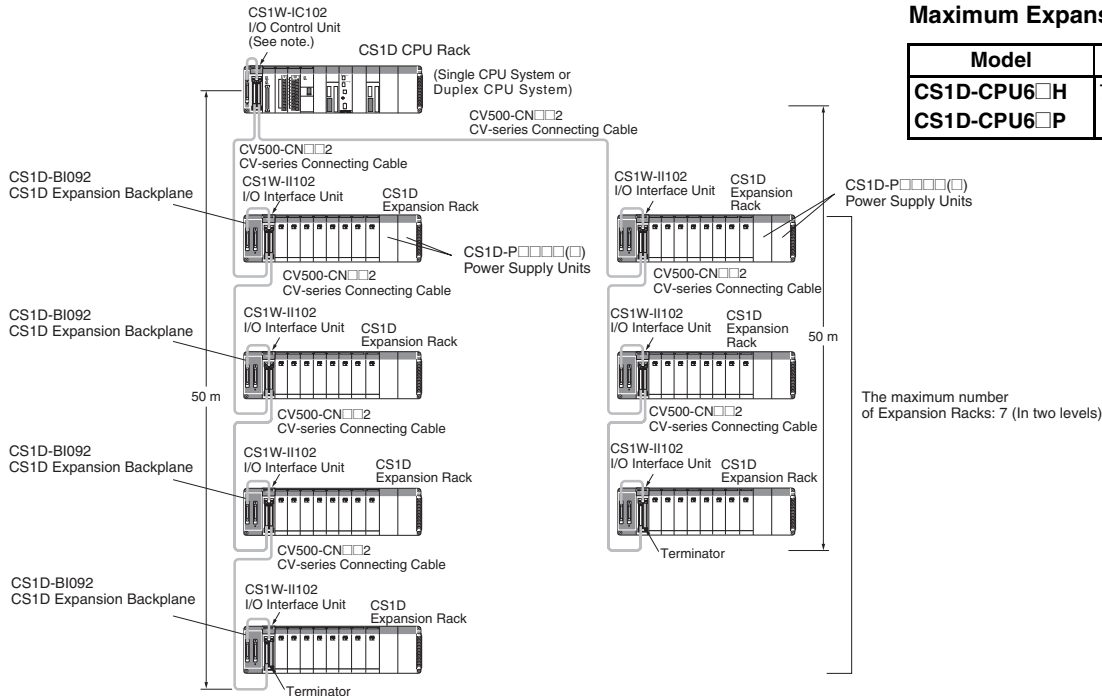 CS1W-IC102
I/O Control Unit
(See note.)
CS1D CPU Rack
(Single CPU System or
Duplex CPU System)
CV500-CN□□2
CV-series Connecting Cable
Maximum Expans
Model
CS1D-CPU6□H
CS1D-CPU6□P
CV500-CN□□2
CV-series Connecting Cable
CS1D-BI092
CS1D Expansion Backplane
CS1W-II102
I/O Interface Unit
CS1D
Expansion Rack
CS1D-P□□□□(□)
Power Supply Units
CV500-CN□□2
CV-series Connecting Cable
CS1D-BI092
CS1D Expansion Backplane
CS1W-II102
I/O Interface Unit
CS1D
Expansion Rack
50 m
CV500-CN□□2
CV-series Connecting Cable
CS1D-BI092
CS1D Expansion Backplane
CS1W-II102
I/O Interface Unit
CS1D
Expansion Rack
CV500-CN□□2
CV-series Connecting Cable
CS1D-BI092
CS1D Expansion Backplane
CS1W-II102
I/O Interface Unit
CS1D
Expansion Rack
Terminator
CS1W-II102
I/O Interface Unit
CS1D
Expansion
Rack
CS1D-P□□□□(□)
Power Supply Units
CV500-CN□□2
CV-series Connecting Cable
CS1W-II102
I/O Interface Unit
CS1D
Expansion
Rack
50 m
CV500-CN□□2
CV-series Connecting Cable
CS1W-II102
I/O Interface Unit
CS1D
Expansion Rack
Terminator
The maximum number
of Expansion Racks: 7 (In two levels)